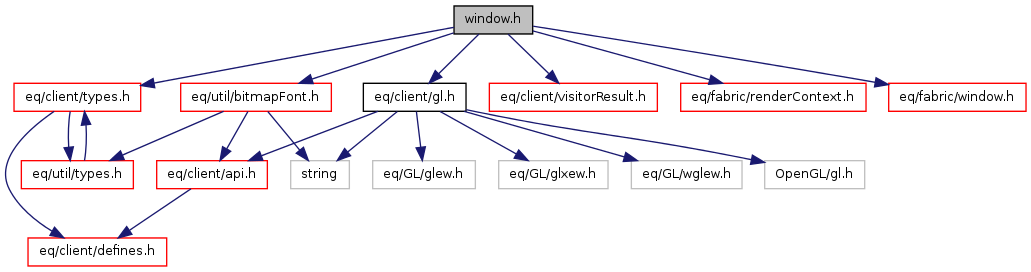 window.h
eq/client/types.h
eq/util/bitmapFont.h
eq/client/gl.h
eq/client/visitorResult.h
eq/fabric/renderContext.h
eq/fabric/window.h
eq/util/types.h
eq/client/api.h
string
eq/GL/glew.h
eq/GL/glxew.h
eq/GL/wglew.h
OpenGL/gl.h
eq/client/defines.h